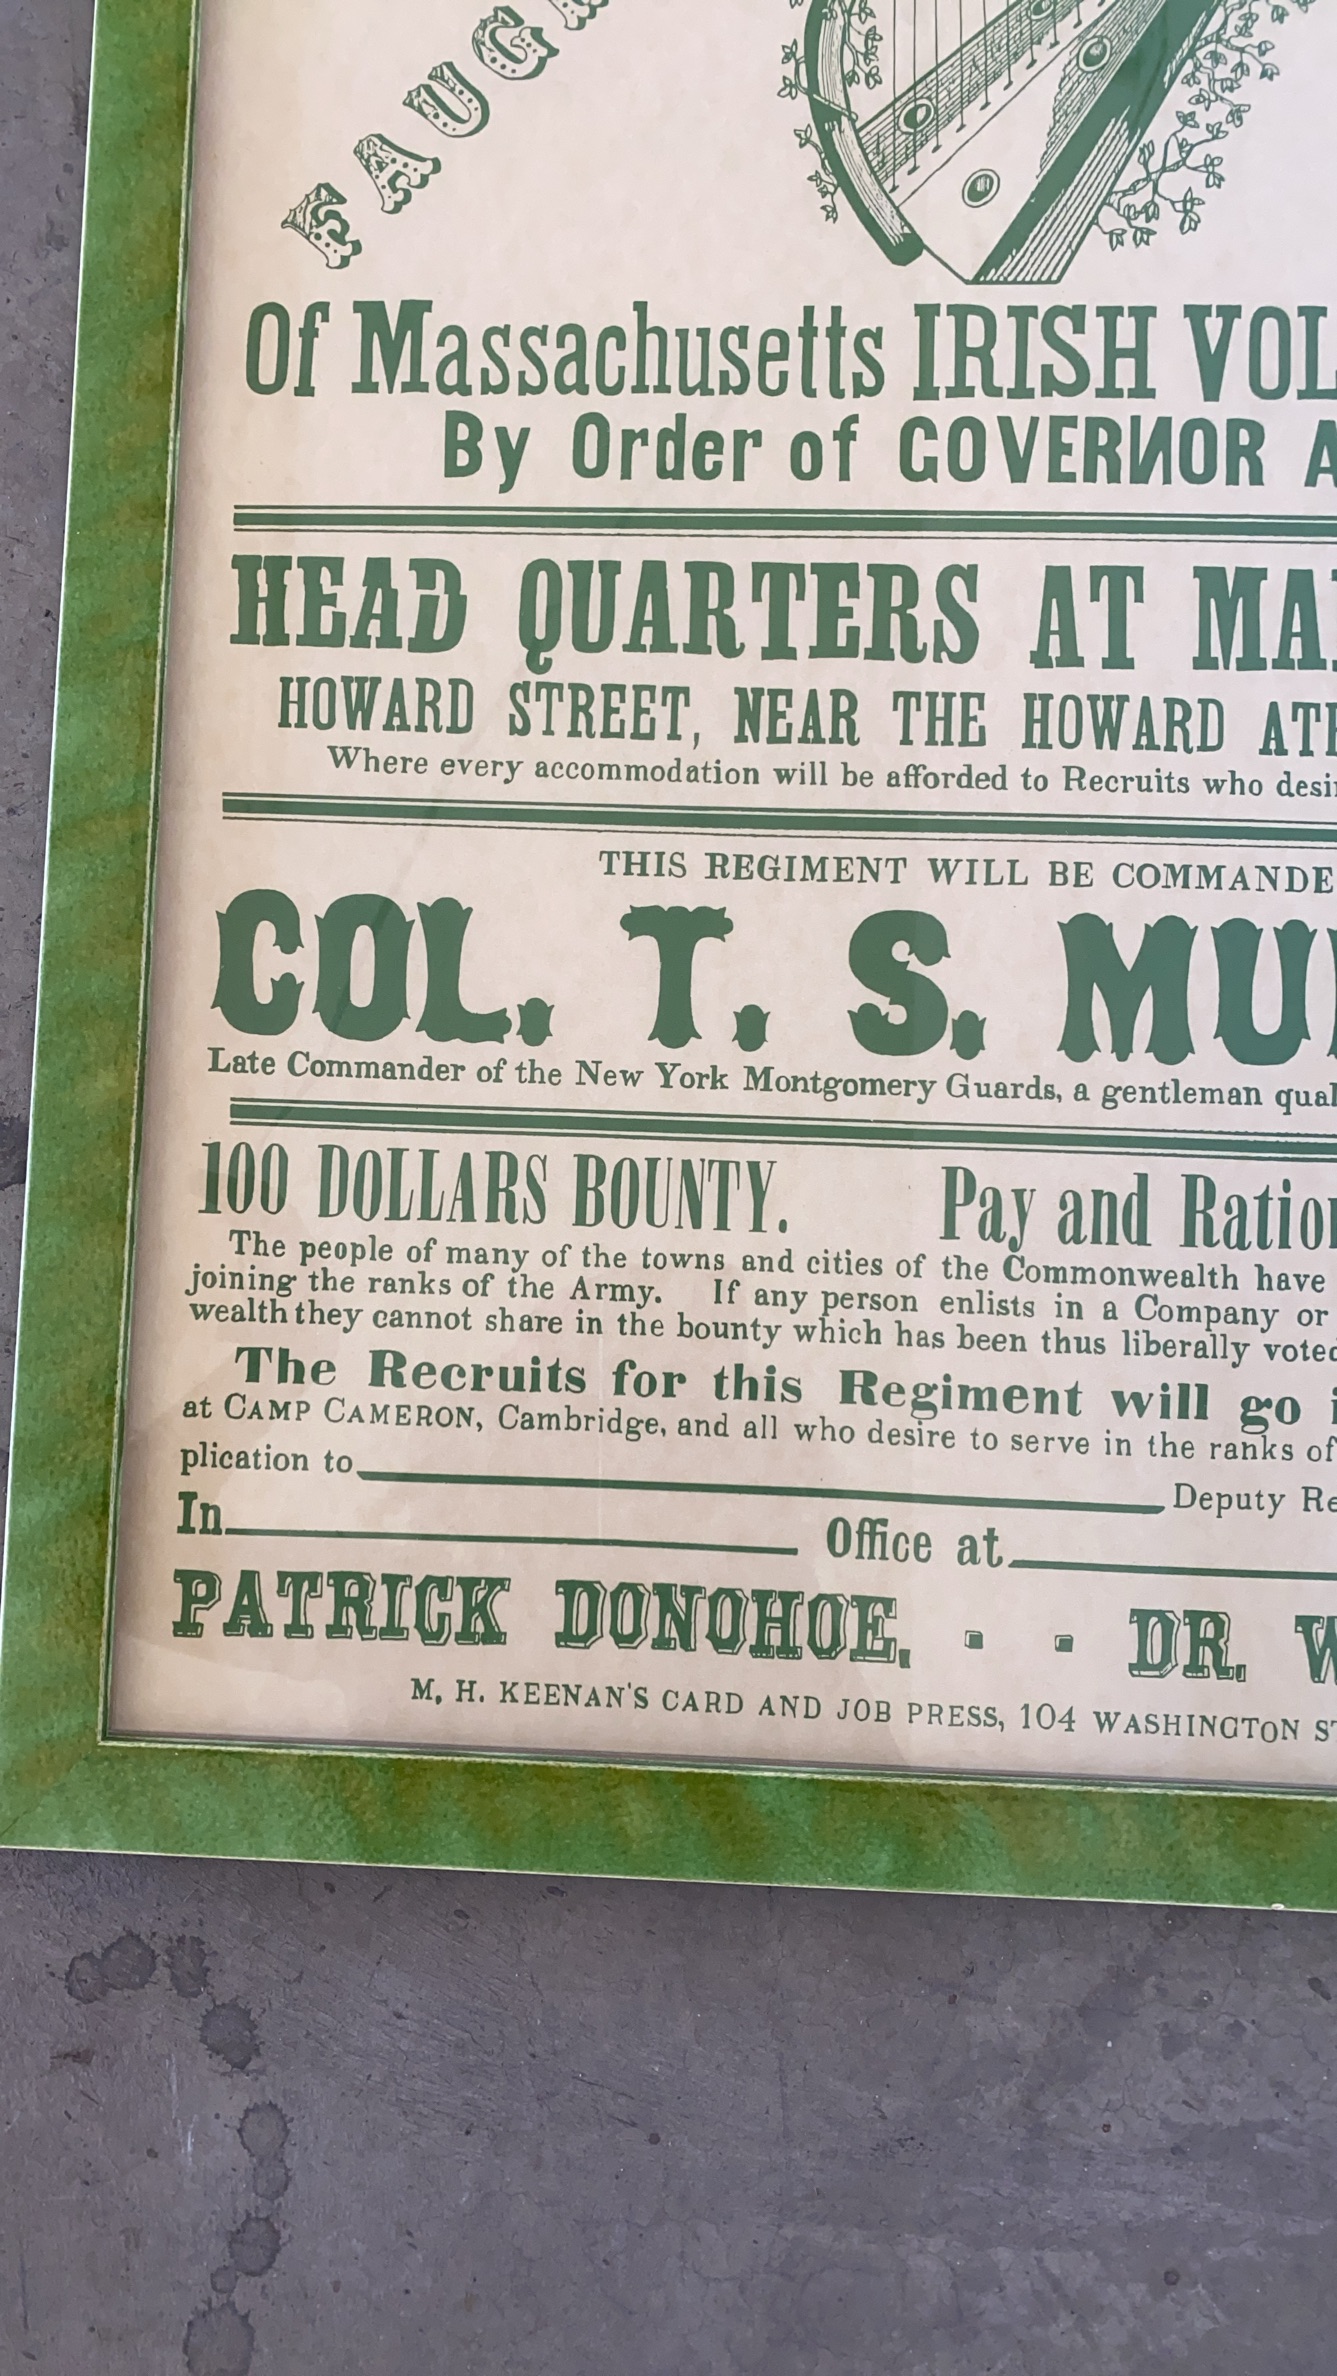 FAUG
Of Massachusetts IRISH VOL
By Order of GOVERNOR A
HEAD QUARTERS AT MA
HOWARD STREET, NEAR THE HOWARD AT
Where every accommodation will be afforded to Recruits who desi
THIS REGIMENT WILL BE COMMANDE
COL. T. S. MU
Late Commander of the New York Montgomery Guards, a gentleman qual
100 DOLLARS BOUNTY. Pay and Ration
The people of many of the towns and cities of the Commonwealth have
joining the ranks of the Army. If any person enlists in a Company or
wealth they cannot share in the bounty which has been thus liberally voted
The Recruits for this Regiment will go i
at CAMP CAMERON, Cambridge, and all who desire to serve in the ranks of
plication to Deputy Re
In Office at
PATRICK DONOHOE. - - DR. W
M. H. KEENAN'S CARD AND JOB PRESS, 104 WASHINGTON ST